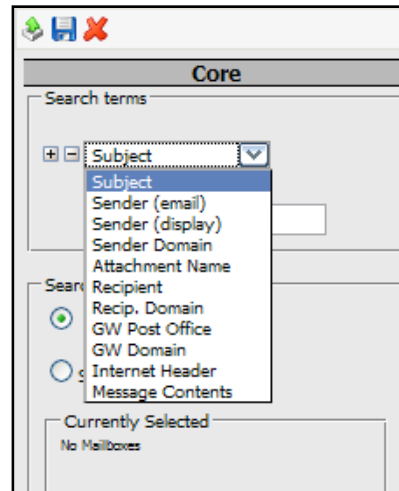 Core
Search terms
Subject
Subject
Sender (email)
Sender (display)
Sender Domain
Attachment Name
Recipient
Recip. Domain
GW Post Office
GW Domain
Internet Header
Message Contents
Currently Selected
No Mailboxes